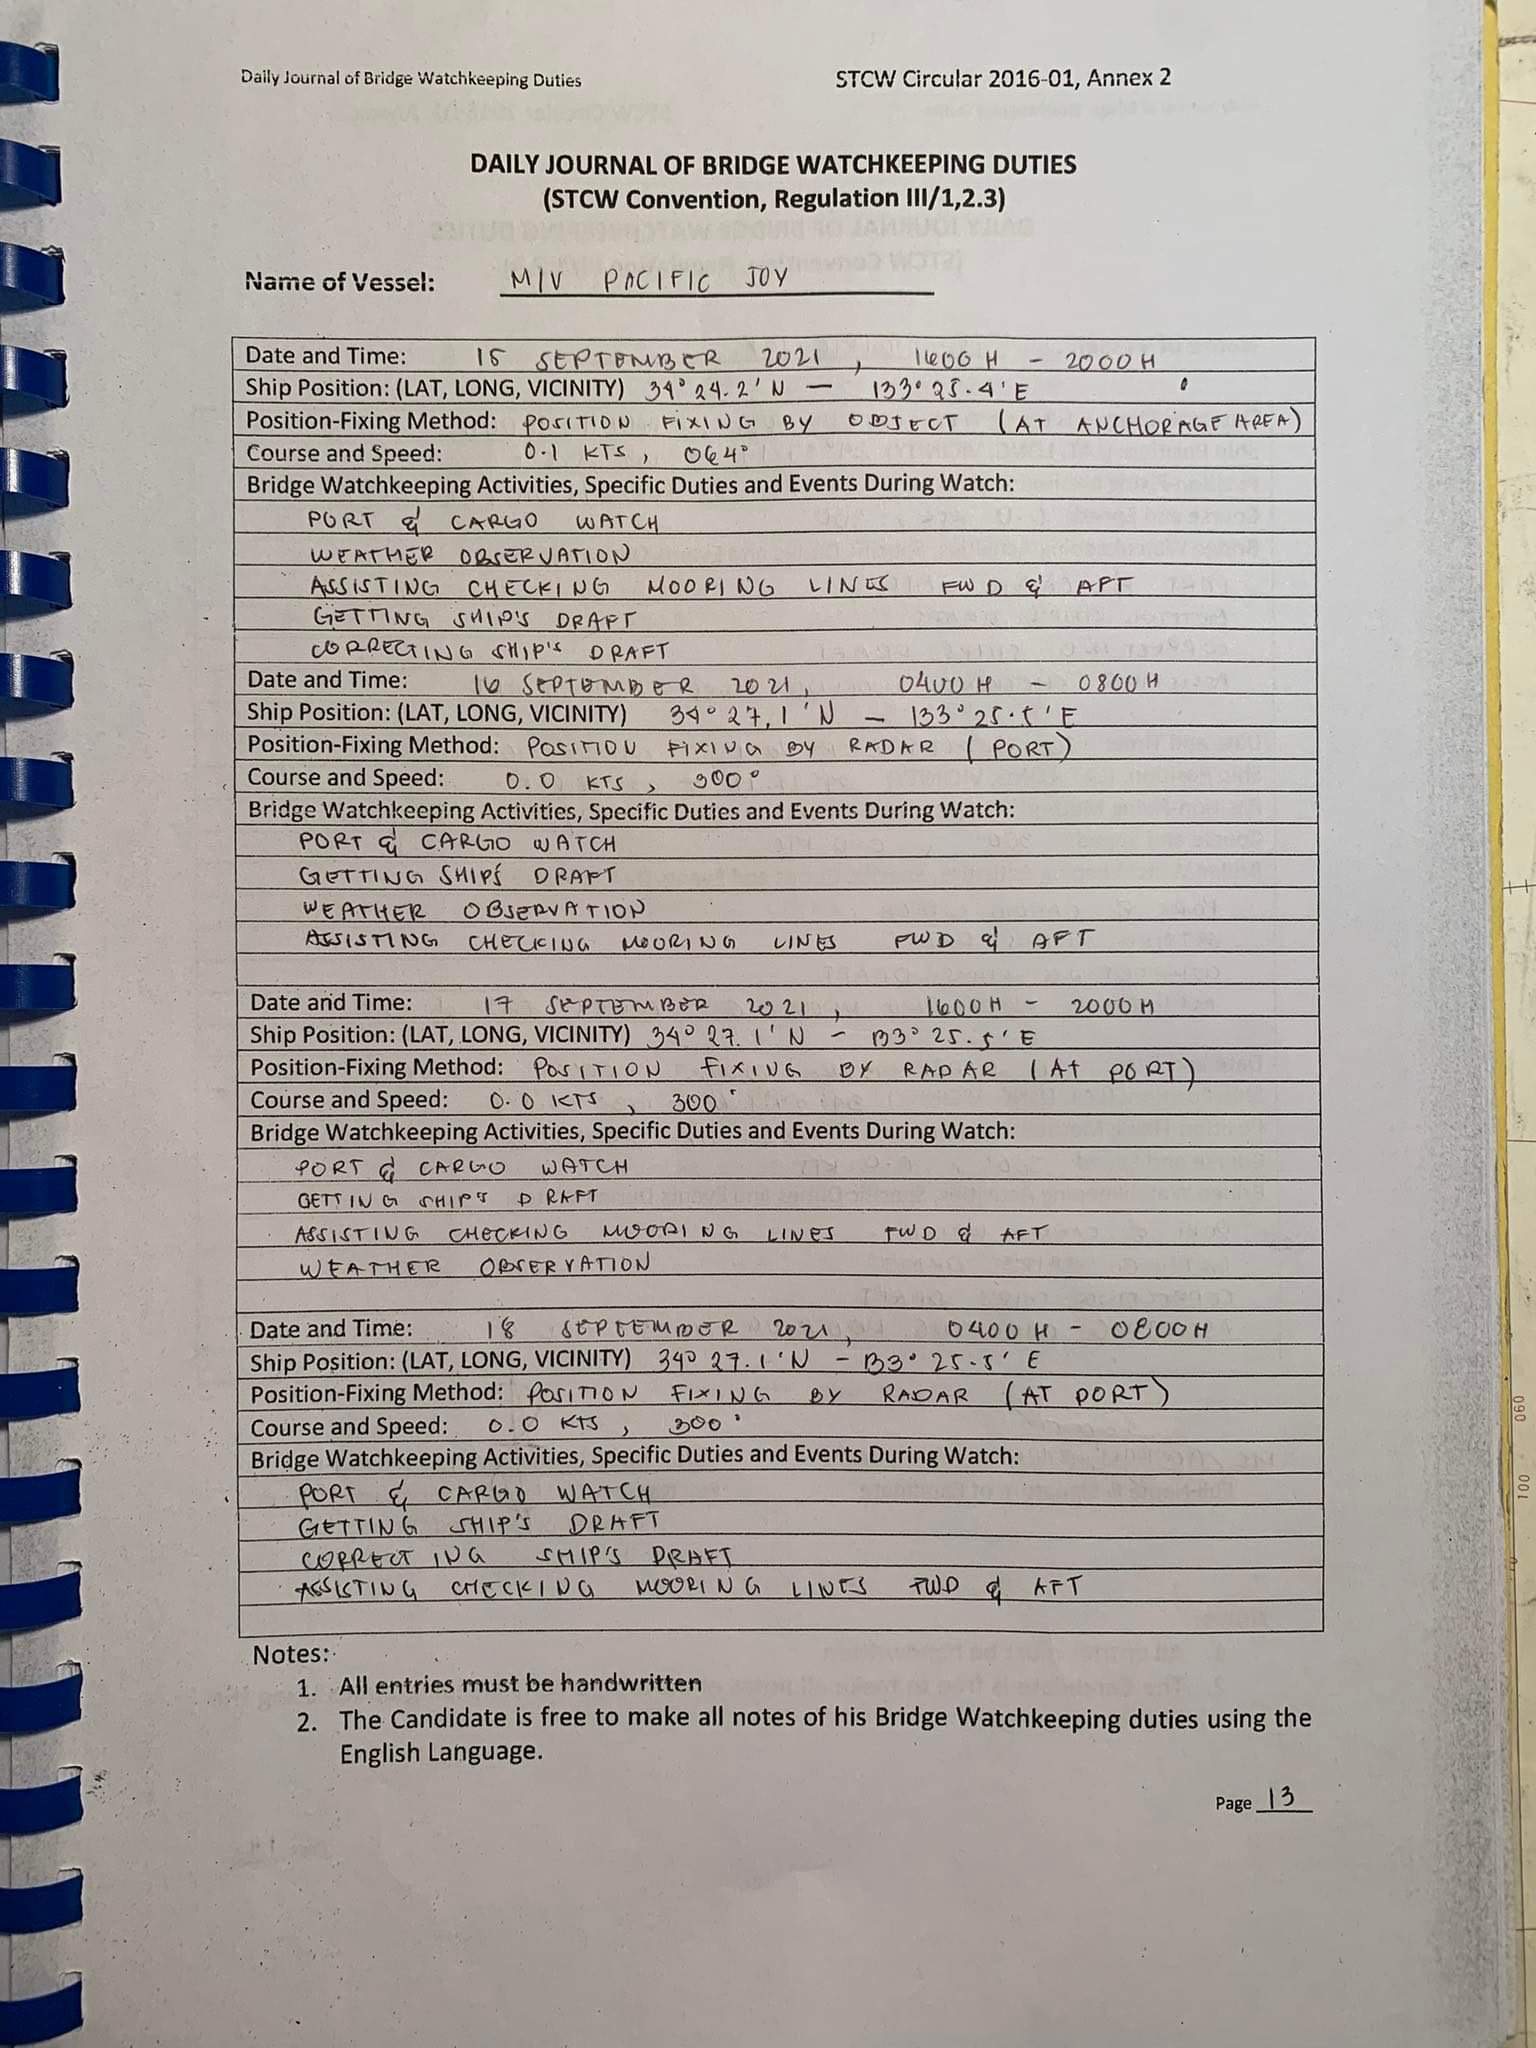 Daily Journal of Bridge Watchkeeping Duties STCW Circular 2016-01, Annex 2
DAILY JOURNAL OF BRIDGE WATCHKEEPING DUTIES
(STCW Convention, Regulation III/1,2.3)
Name of Vessel: M/V PACIFIC JOY
Date and Time: 15 SEPTEMBER 2021, 1600 H - 2000 H
Ship Position: (LAT, LONG, VICINITY) 34° 24.2' N - 133° 25.4' E
Position-Fixing Method: POSITION FIXING BY OBJECT (AT ANCHORAGE AREA)
Course and Speed: 0.1 KTS, 064°
Bridge Watchkeeping Activities, Specific Duties and Events During Watch:
PORT & CARGO WATCH
WEATHER OBSERVATION
ASSISTING CHECKING MOORING LINES FWD & AFT
GETTING SHIP'S DRAFT
CORRECTING SHIP'S DRAFT
Date and Time: 16 SEPTEMBER 2021, 0400 H - 0800 H
Ship Position: (LAT, LONG, VICINITY) 34° 27.1' N - 133° 25.5' E
Position-Fixing Method: POSITION FIXING BY RADAR (PORT)
Course and Speed: 0.0 KTS, 300°
Bridge Watchkeeping Activities, Specific Duties and Events During Watch:
PORT & CARGO WATCH
GETTING SHIP'S DRAFT
WEATHER OBSERVATION
ASSISTING CHECKING MOORING LINES FWD & AFT
Date and Time: 17 SEPTEMBER 2021, 1600 H - 2000 H
Ship Position: (LAT, LONG, VICINITY) 34° 27.1' N - 133° 25.5' E
Position-Fixing Method: POSITION FIXING BY RADAR (AT PORT)
Course and Speed: 0.0 KTS, 300°
Bridge Watchkeeping Activities, Specific Duties and Events During Watch:
PORT & CARGO WATCH
GETTING SHIP'S DRAFT
ASSISTING CHECKING MOORING LINES FWD & AFT
WEATHER OBSERVATION
Date and Time: 18 SEPTEMBER 2021, 0400 H - 0800 H
Ship Position: (LAT, LONG, VICINITY) 34° 27.1' N - 133° 25.5' E
Position-Fixing Method: POSITION FIXING BY RADAR (AT PORT)
Course and Speed: 0.0 KTS, 300°
Bridge Watchkeeping Activities, Specific Duties and Events During Watch:
PORT & CARGO WATCH
GETTING SHIP'S DRAFT
CORRECTING SHIP'S DRAFT
ASSISTING CHECKING MOORING LINES FWD & AFT
Notes:
1. All entries must be handwritten
2. The Candidate is free to make all notes of his Bridge Watchkeeping duties using the
English Language.
Page 13
060
100